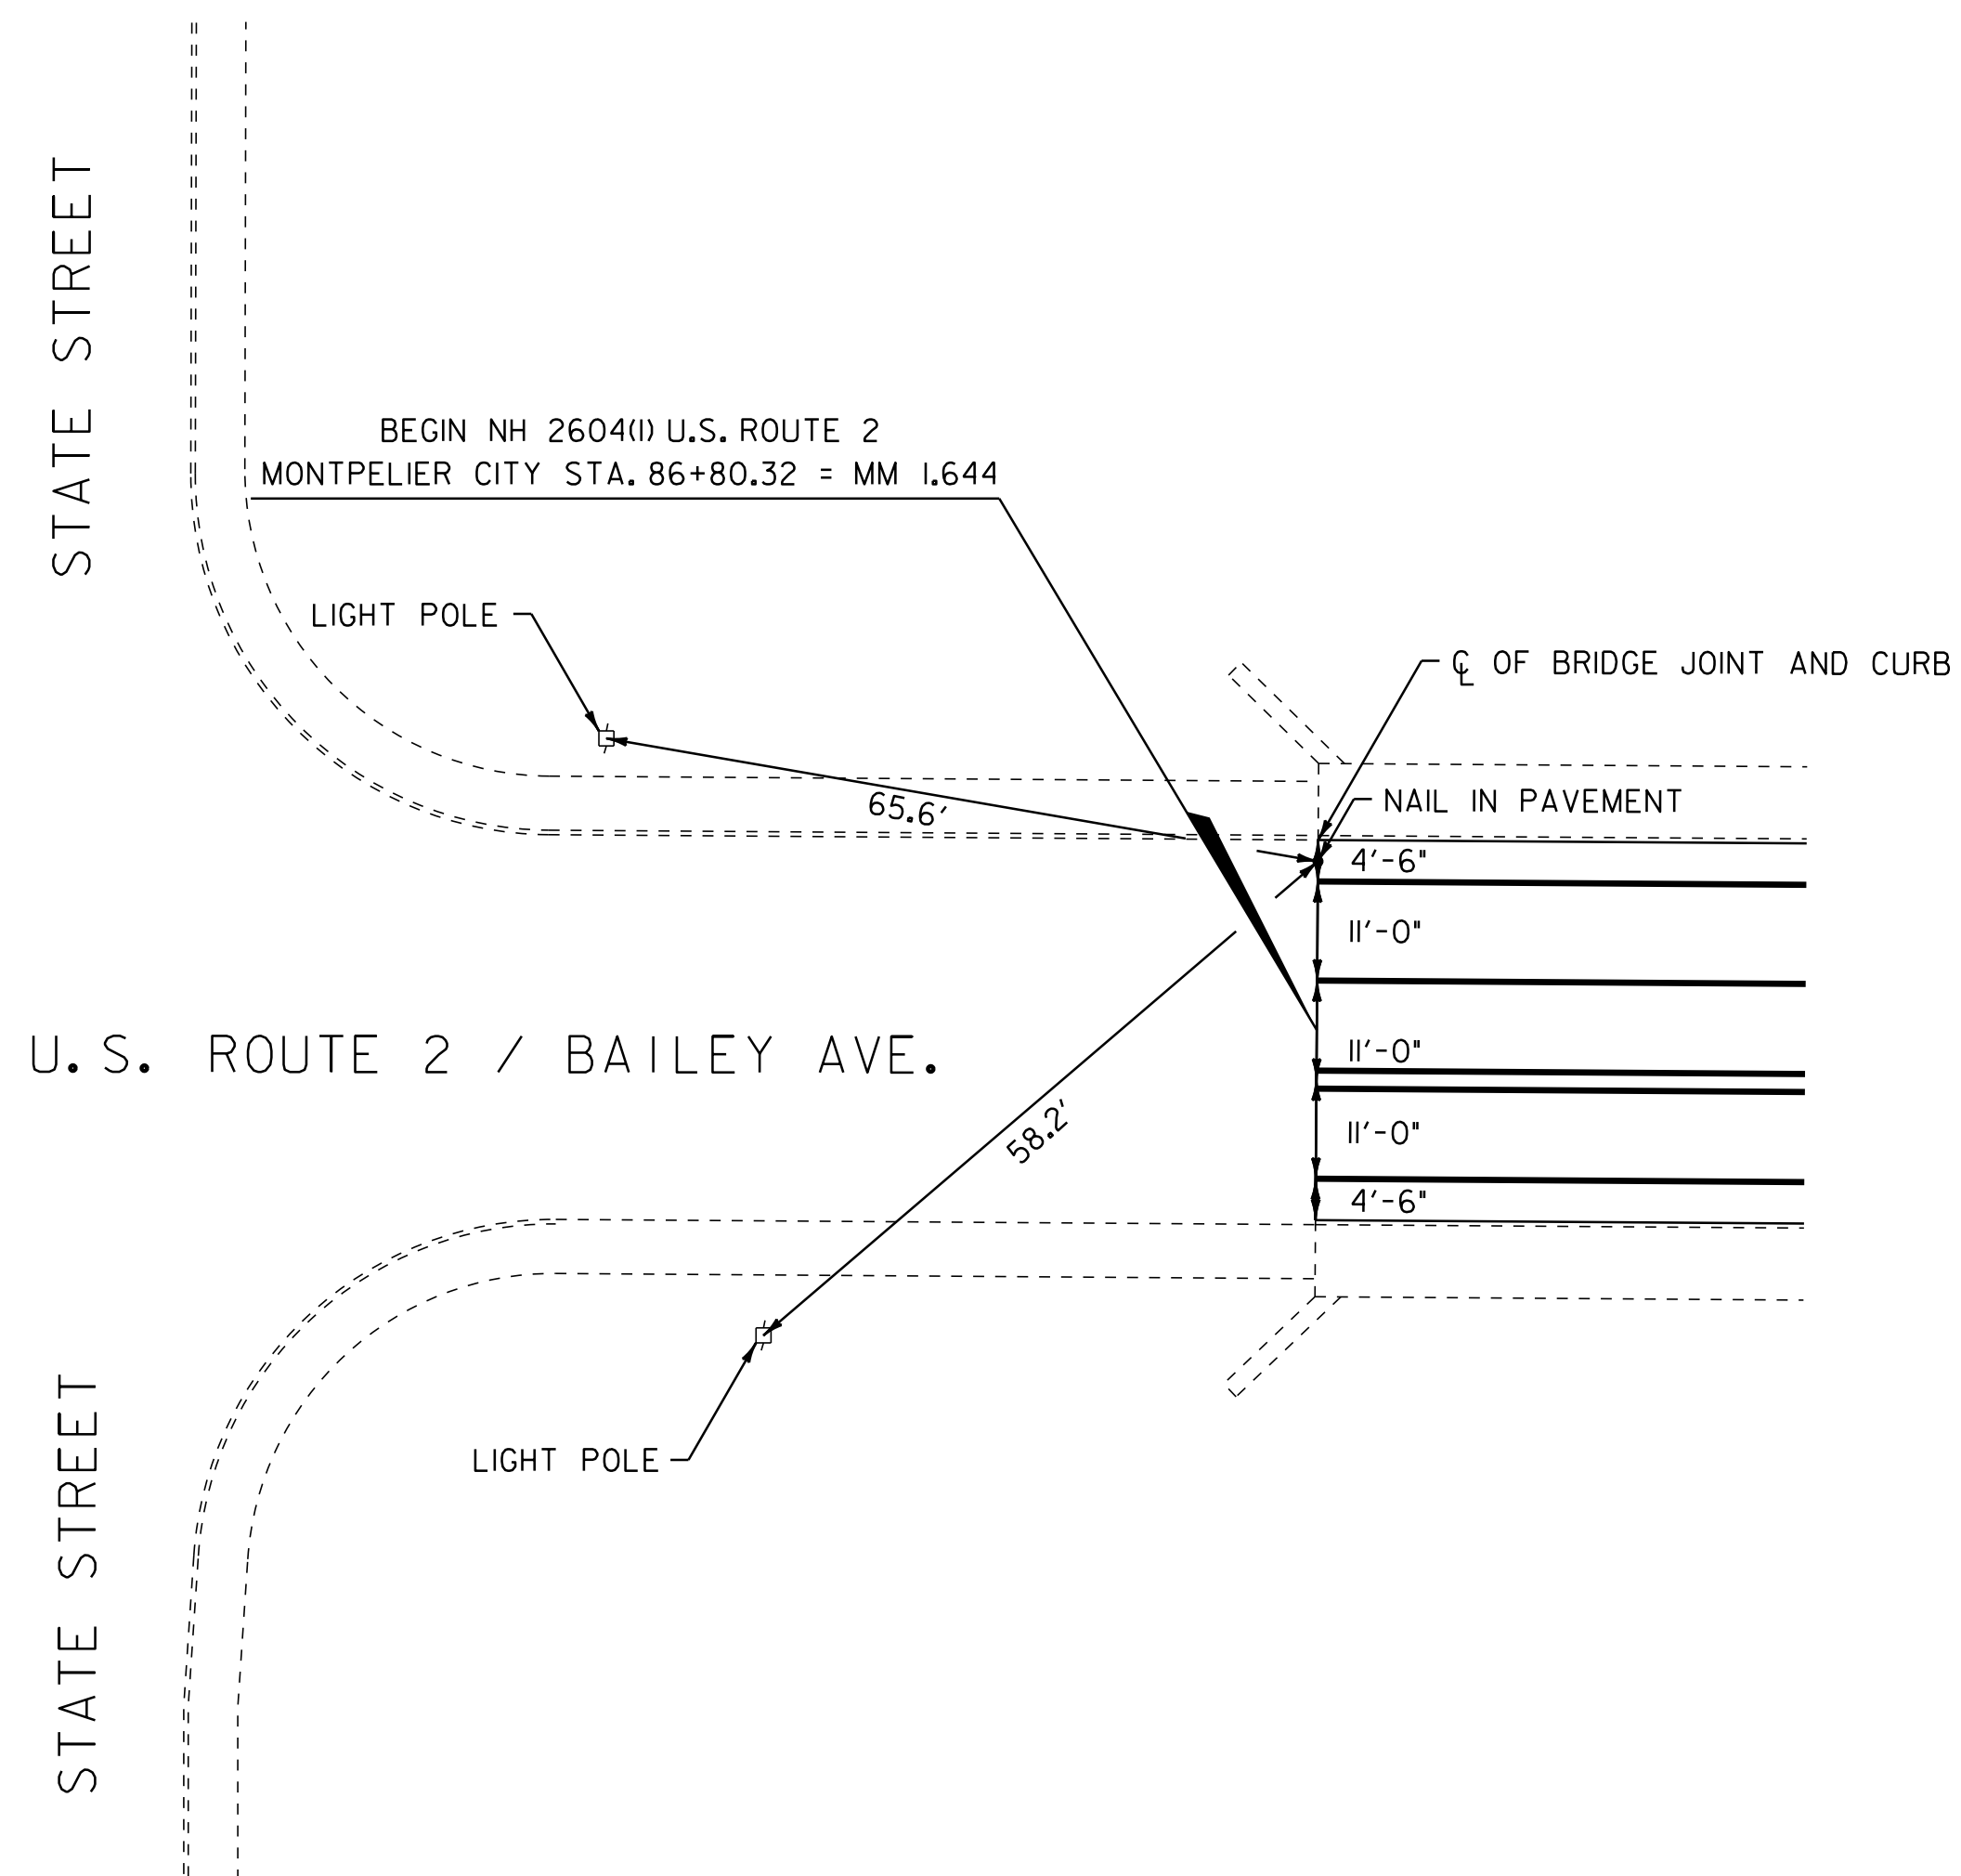 STATE STREET
BEGIN NH 2604(1) U.S. ROUTE 2
MONTPELIER CITY STA. 86+80.32 = MM 1.644
LIGHT POLE
℄ OF BRIDGE JOINT AND CURB
65.6'
NAIL IN PAVEMENT
4'-6"
11'-0"
U.S. ROUTE 2 / BAILEY AVE.
11'-0"
58.2'
11'-0"
4'-6"
LIGHT POLE
STATE STREET